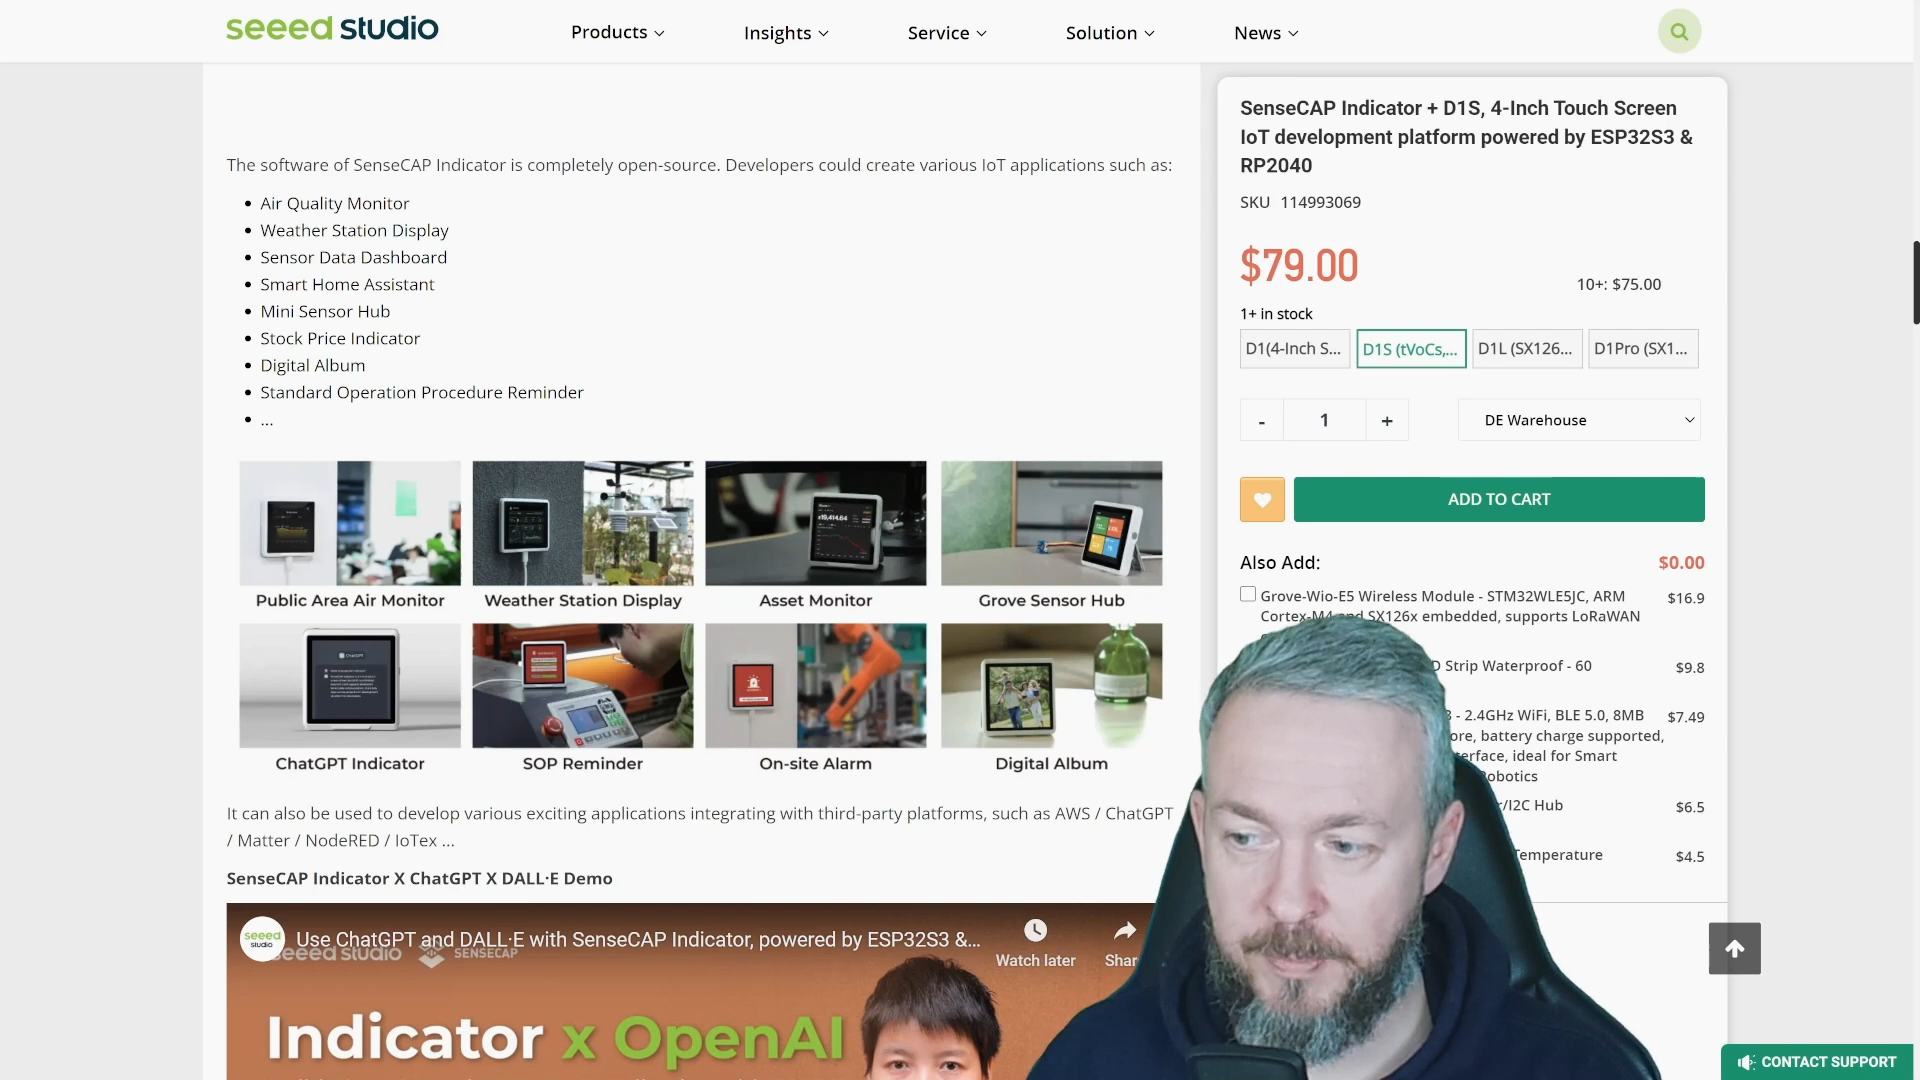 seeed studio
Products
Insights
Service
Solution
News
The software of SenseCAP Indicator is completely open-source. Developers could create various IoT applications such as:
Air Quality Monitor
Weather Station Display
Sensor Data Dashboard
Smart Home Assistant
Mini Sensor Hub
Stock Price Indicator
Digital Album
Standard Operation Procedure Reminder
...
Public Area Air Monitor
Weather Station Display
Asset Monitor
Grove Sensor Hub
ChatGPT Indicator
SOP Reminder
On-site Alarm
Digital Album
It can also be used to develop various exciting applications integrating with third-party platforms, such as AWS / ChatGPT
/ Matter / NodeRED / IoTex ...
SenseCAP Indicator X ChatGPT X DALL·E Demo
seeed
studio
Use ChatGPT and DALL·E with SenseCAP Indicator, powered by ESP32S3 &...
seeed studio
SENSECAP
Watch later
Shar
Indicator x OpenAI
SenseCAP Indicator + D1S, 4-Inch Touch Screen
IoT development platform powered by ESP32S3 &
RP2040
SKU 114993069
$79.00
10+: $75.00
1+ in stock
D1(4-Inch S...
D1S (tVoCs,...
D1L (SX126...
D1Pro (SX1...
- 1 +
DE Warehouse
ADD TO CART
Also Add:
$0.00
Grove-Wio-E5 Wireless Module - STM32WLE5JC, ARM
$16.9
Cortex-M4 and SX126x embedded, supports LoRaWAN
D Strip Waterproof - 60
$9.8
3 - 2.4GHz WiFi, BLE 5.0, 8MB
$7.49
ore, battery charge supported,
terface, ideal for Smart
Robotics
r/I2C Hub
$6.5
Temperature
$4.5
CONTACT SUPPORT